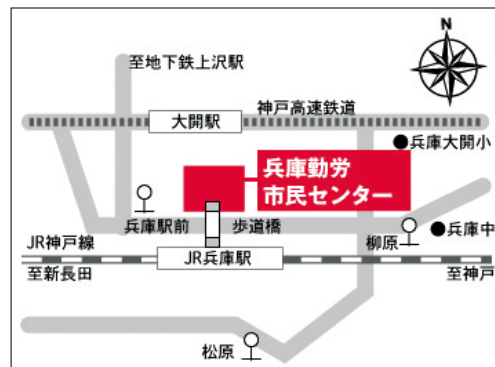 N
至地下鉄上沢駅
神戸高速鉄道
大開駅
兵庫大開小
兵庫勤労
市民センター
兵庫駅前
歩道橋
柳原
兵庫中
JR神戸線
JR兵庫駅
至新長田
至神戸
松原